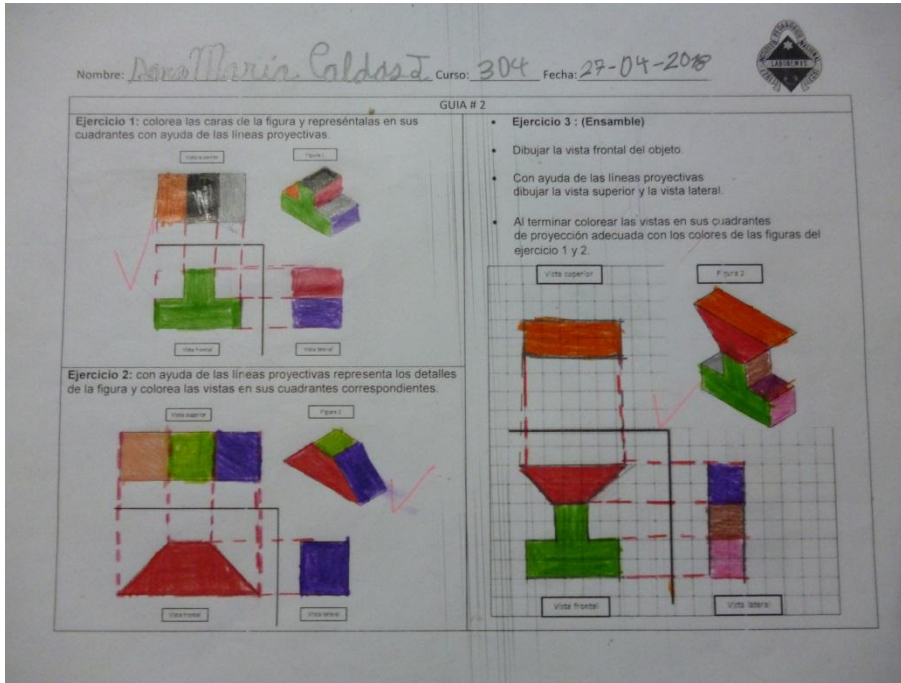 Nombre: Dana María Caldas J Curso: 304 Fecha: 27-04-2018
LABOREMUS
GUIA # 2
Ejercicio 1: colorea las caras de la figura y represéntalas en sus
cuadrantes con ayuda de las líneas proyectivas.
Vista superior
Figura 1
Vista frontal
Vista lateral
Ejercicio 2: con ayuda de las líneas proyectivas representa los detalles
de la figura y colorea las vistas en sus cuadrantes correspondientes.
Vista superior
Figura 2
Vista frontal
Vista lateral
• Ejercicio 3 : (Ensamble)
• Dibujar la vista frontal del objeto.
• Con ayuda de las líneas proyectivas
dibujar la vista superior y la vista lateral.
• Al terminar colorear las vistas en sus cuadrantes
de proyección adecuada con los colores de las figuras del
ejercicio 1 y 2.
Vista superior
Figura 2
Vista frontal
Vista lateral